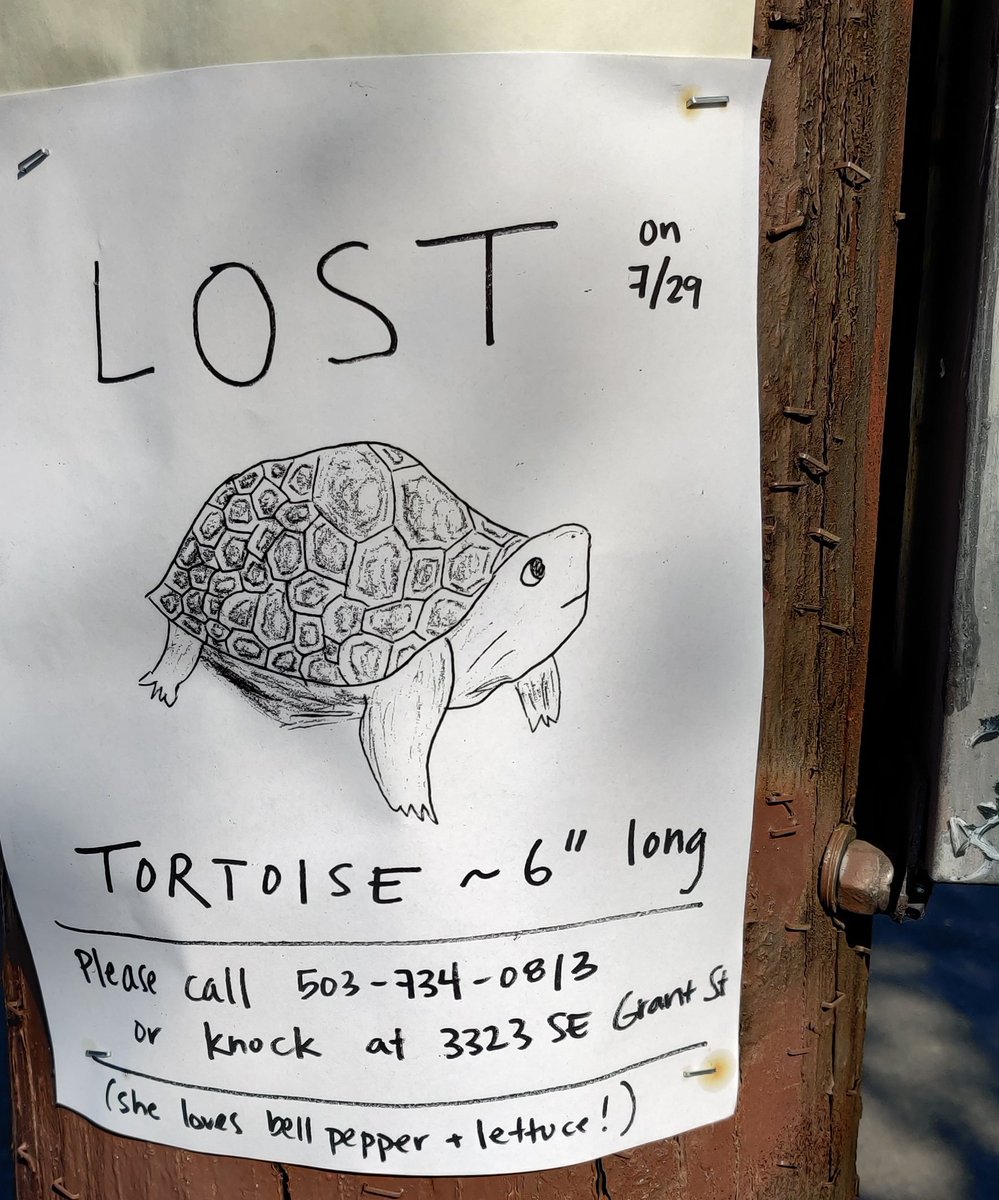 LOST
on
7/29
TORTOISE ~ 6" long
Please call 503-734-0813
or knock at 3323 SE Grant St
(she loves bell pepper + lettuce!)